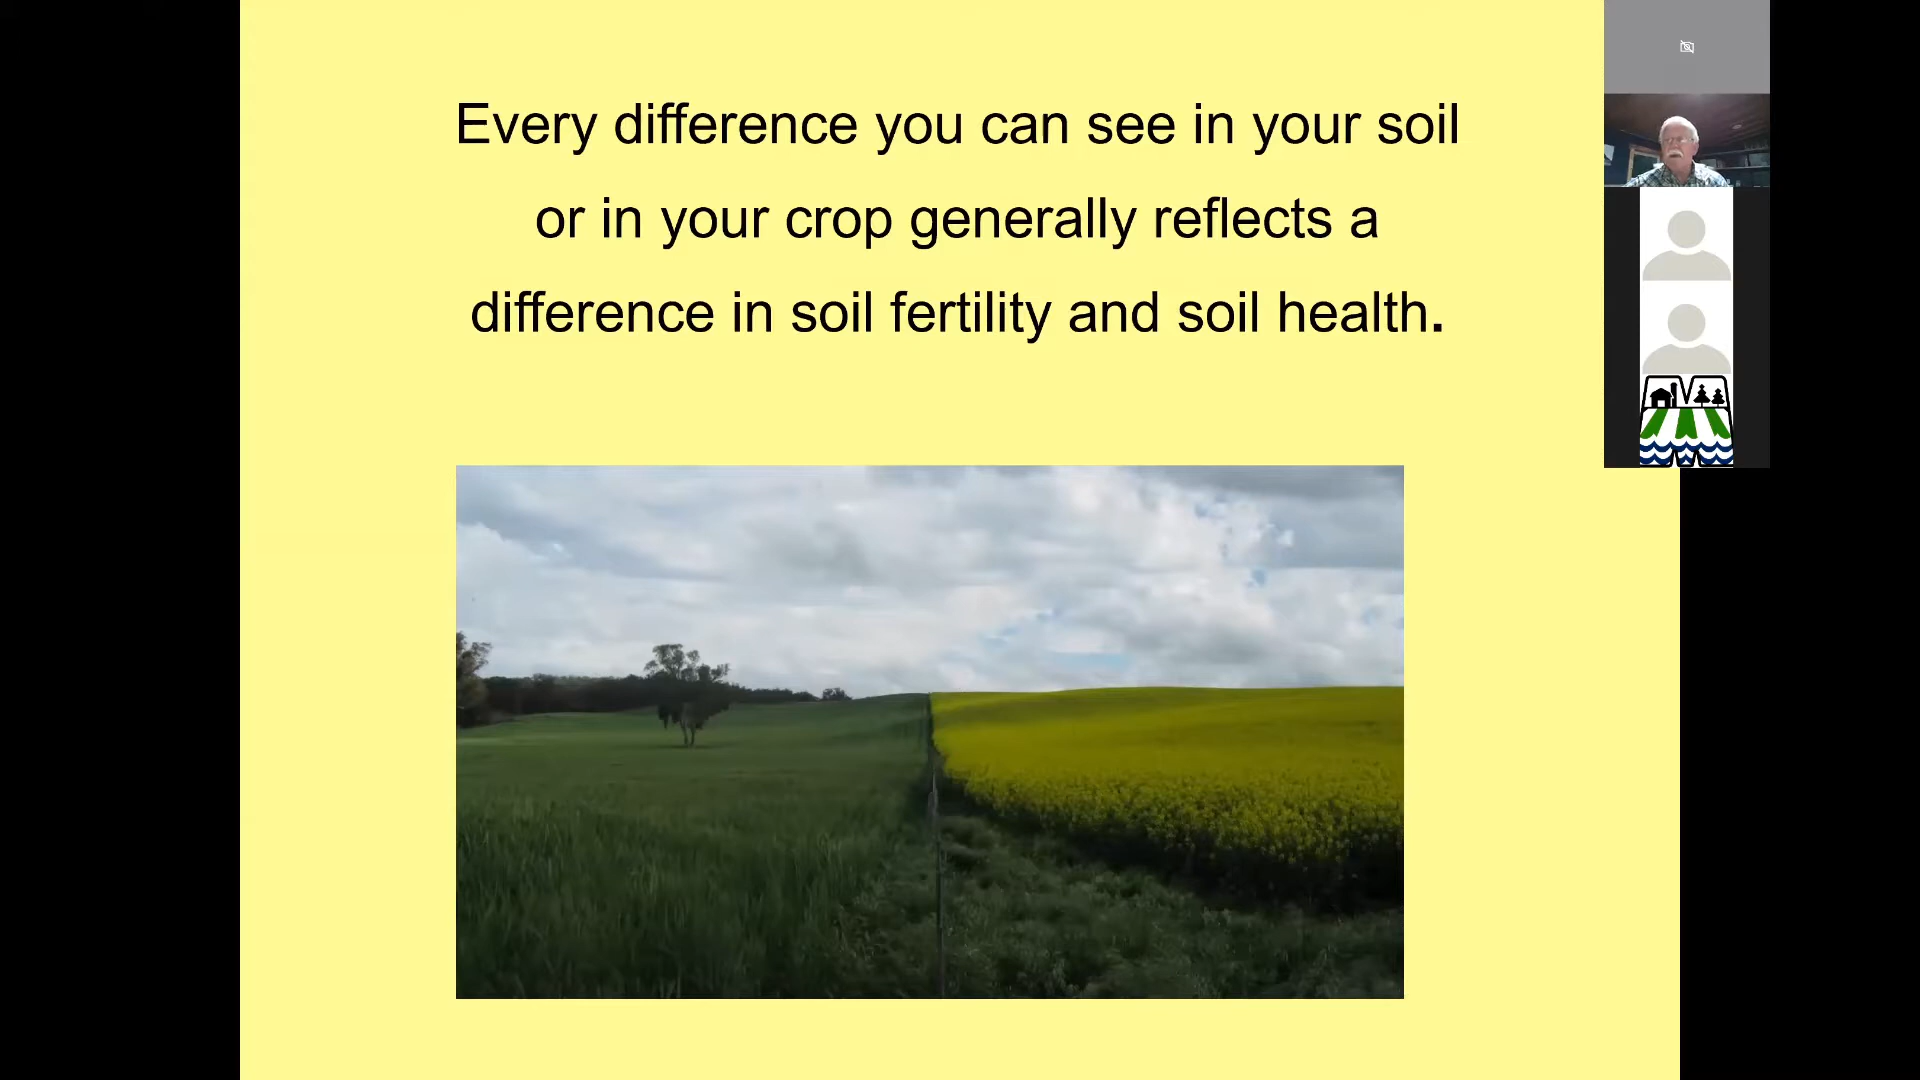 Every difference you can see in your soil
or in your crop generally reflects a
difference in soil fertility and soil health.